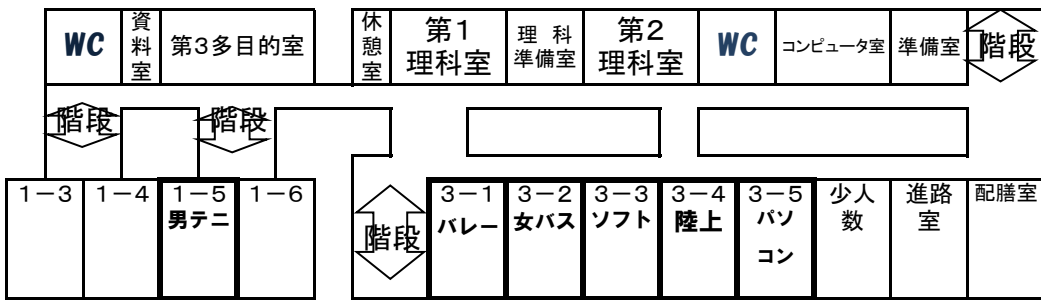 WC
資料室
第3多目的室
休憩室
第1
理科室
理科
準備室
第2
理科室
WC
コンピュータ室
準備室
階段
階段
階段
1－3
1－4
1－5
男テニ
1－6
階段
3－1
バレー
3－2
女バス
3－3
ソフト
3－4
陸上
3－5
パソ
コン
少人
数
進路
室
配膳室